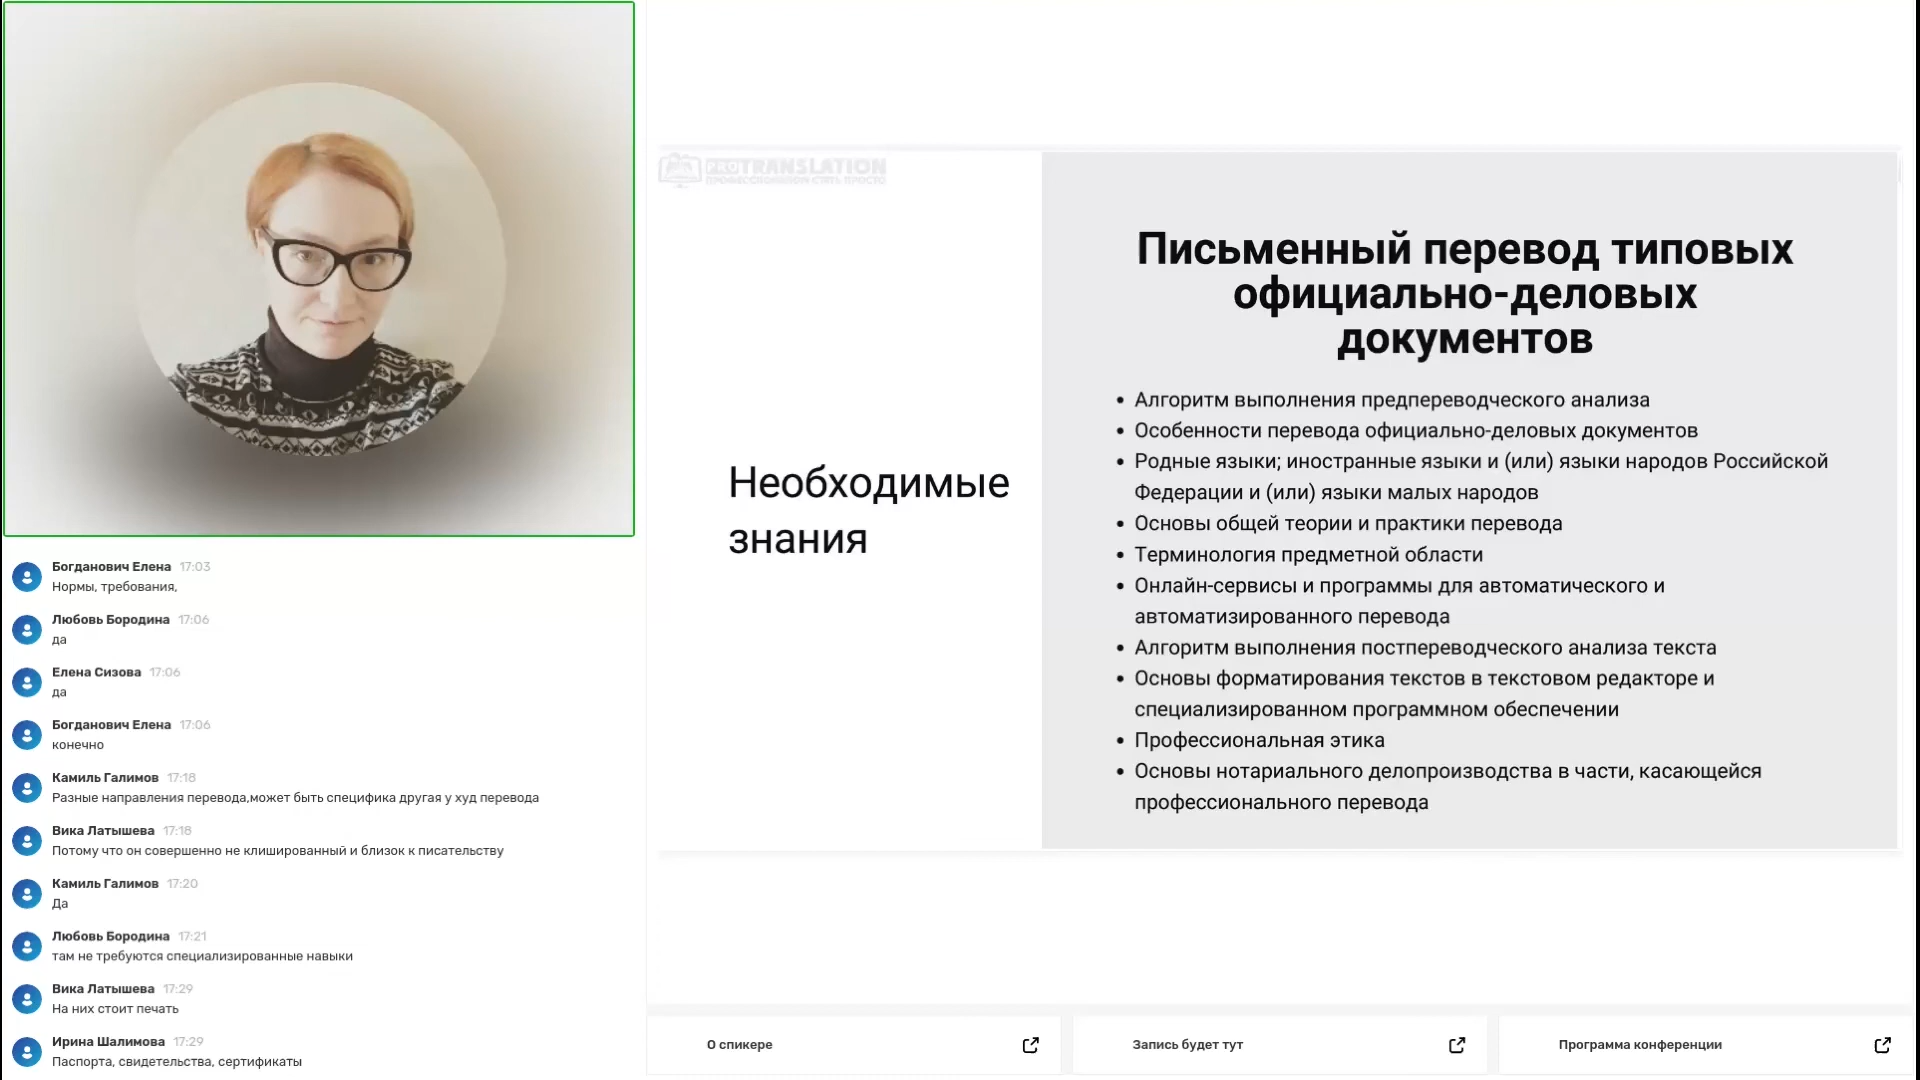 Богданович Елена 17:03
Нормы, требования,
Любовь Бородина 17:06
да
Елена Сизова 17:06
да
Богданович Елена 17:06
конечно
Камиль Галимов 17:18
Разные направления перевода,может быть специфика другая у худ перевода
Вика Латышева 17:18
Потому что он совершенно не клишированный и близок к писательству
Камиль Галимов 17:20
Да
Любовь Бородина 17:21
там не требуются специализированные навыки
Вика Латышева 17:29
На них стоит печать
Ирина Шалимова 17:29
Паспорта, свидетельства, сертификаты
PROTRANSLATION
ПРОФЕССИОНАЛОМ СТАТЬ ПРОСТО
Необходимые
знания
Письменный перевод типовых
официально-деловых
документов
• Алгоритм выполнения предпереводческого анализа
• Особенности перевода официально-деловых документов
• Родные языки; иностранные языки и (или) языки народов Российской
Федерации и (или) языки малых народов
• Основы общей теории и практики перевода
• Терминология предметной области
• Онлайн-сервисы и программы для автоматического и
автоматизированного перевода
• Алгоритм выполнения постпереводческого анализа текста
• Основы форматирования текстов в текстовом редакторе и
специализированном программном обеспечении
• Профессиональная этика
• Основы нотариального делопроизводства в части, касающейся
профессионального перевода
О спикере
Запись будет тут
Программа конференции